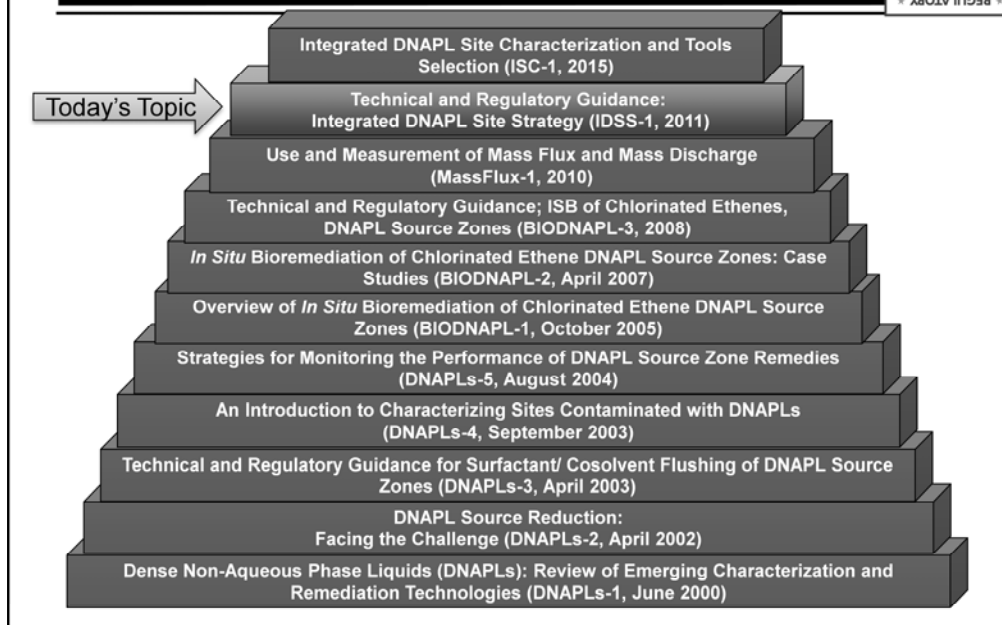 REGULATORY
Integrated DNAPL Site Characterization and Tools
Selection (ISC-1, 2015)
Today's Topic
Technical and Regulatory Guidance:
Integrated DNAPL Site Strategy (IDSS-1, 2011)
Use and Measurement of Mass Flux and Mass Discharge
(MassFlux-1, 2010)
Technical and Regulatory Guidance; ISB of Chlorinated Ethenes,
DNAPL Source Zones (BIODNAPL-3, 2008)
In Situ Bioremediation of Chlorinated Ethene DNAPL Source Zones: Case
Studies (BIODNAPL-2, April 2007)
Overview of In Situ Bioremediation of Chlorinated Ethene DNAPL Source
Zones (BIODNAPL-1, October 2005)
Strategies for Monitoring the Performance of DNAPL Source Zone Remedies
(DNAPLs-5, August 2004)
An Introduction to Characterizing Sites Contaminated with DNAPLs
(DNAPLs-4, September 2003)
Technical and Regulatory Guidance for Surfactant/ Cosolvent Flushing of DNAPL Source
Zones (DNAPLs-3, April 2003)
DNAPL Source Reduction:
Facing the Challenge (DNAPLs-2, April 2002)
Dense Non-Aqueous Phase Liquids (DNAPLs): Review of Emerging Characterization and
Remediation Technologies (DNAPLs-1, June 2000)